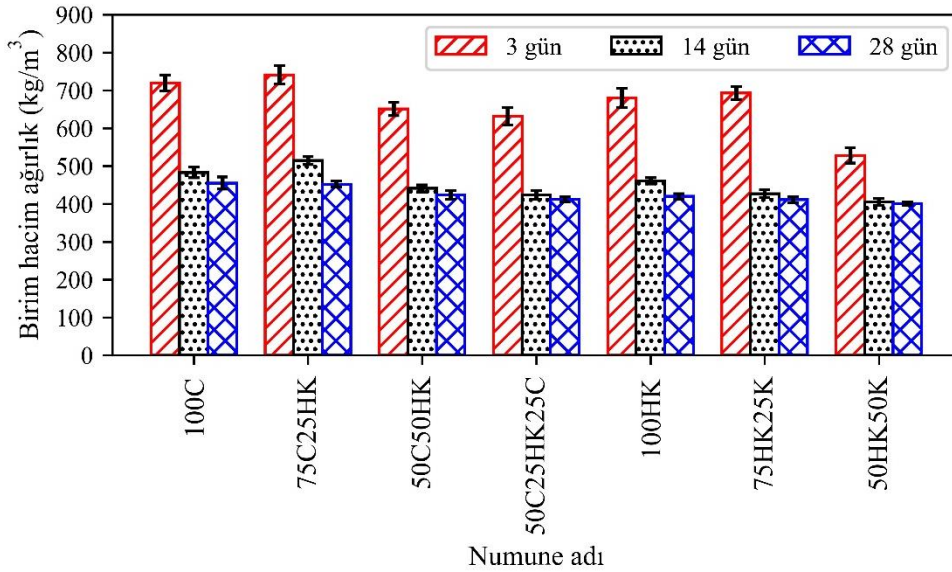 Birim hacim ağırlık (kg/m³)
900
800
700
600
500
400
300
200
100
0
3 gün
14 gün
28 gün
100C
75C25HK
50C50HK
50C25HK25C
100HK
75HK25K
50HK50K
Numune adı